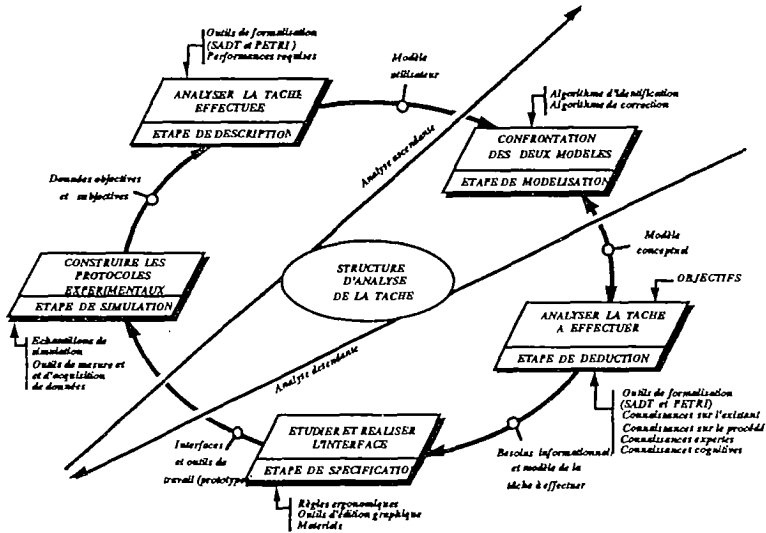 Outils de formalisation
(SADT et PETRI)
Performances requises
ANALYSER LA TACHE
EFFECTUEE
ETAPE DE DESCRIPTION
Modèle
utilisateur
Algorithme d'identification
Algorithme de correction
CONFRONTATION
DES DEUX MODELES
ETAPE DE MODELISATION
Analyse ascendante
Données objectives
et subjectives
CONSTRUIRE LES
PROTOCOLES
EXPERIMENTAUX
ETAPE DE SIMULATION
Echantillons de
simulation
Outils de mesure et
et d'acquisition
de données
STRUCTURE
D'ANALYSE
DE LA TACHE
Modèle
conceptuel
OBJECTIFS
ANALYSER LA TACHE
A EFFECTUER
ETAPE DE DEDUCTION
Outils de formalisation
(SADT et PETRI)
Connaissances sur l'existant
Connaissances sur le procédé
Connaissances expertes
Connaissances cognitives
Analyse desendante
ETUDIER ET REALISER
L'INTERFACE
ETAPE DE SPECIFICATION
Interfaces
et outils de
travail (prototype
Besoins informationnel
et modèle de la
tâche à effectuer
Règles ergonomiques
Outils d'édition graphique
Materiels